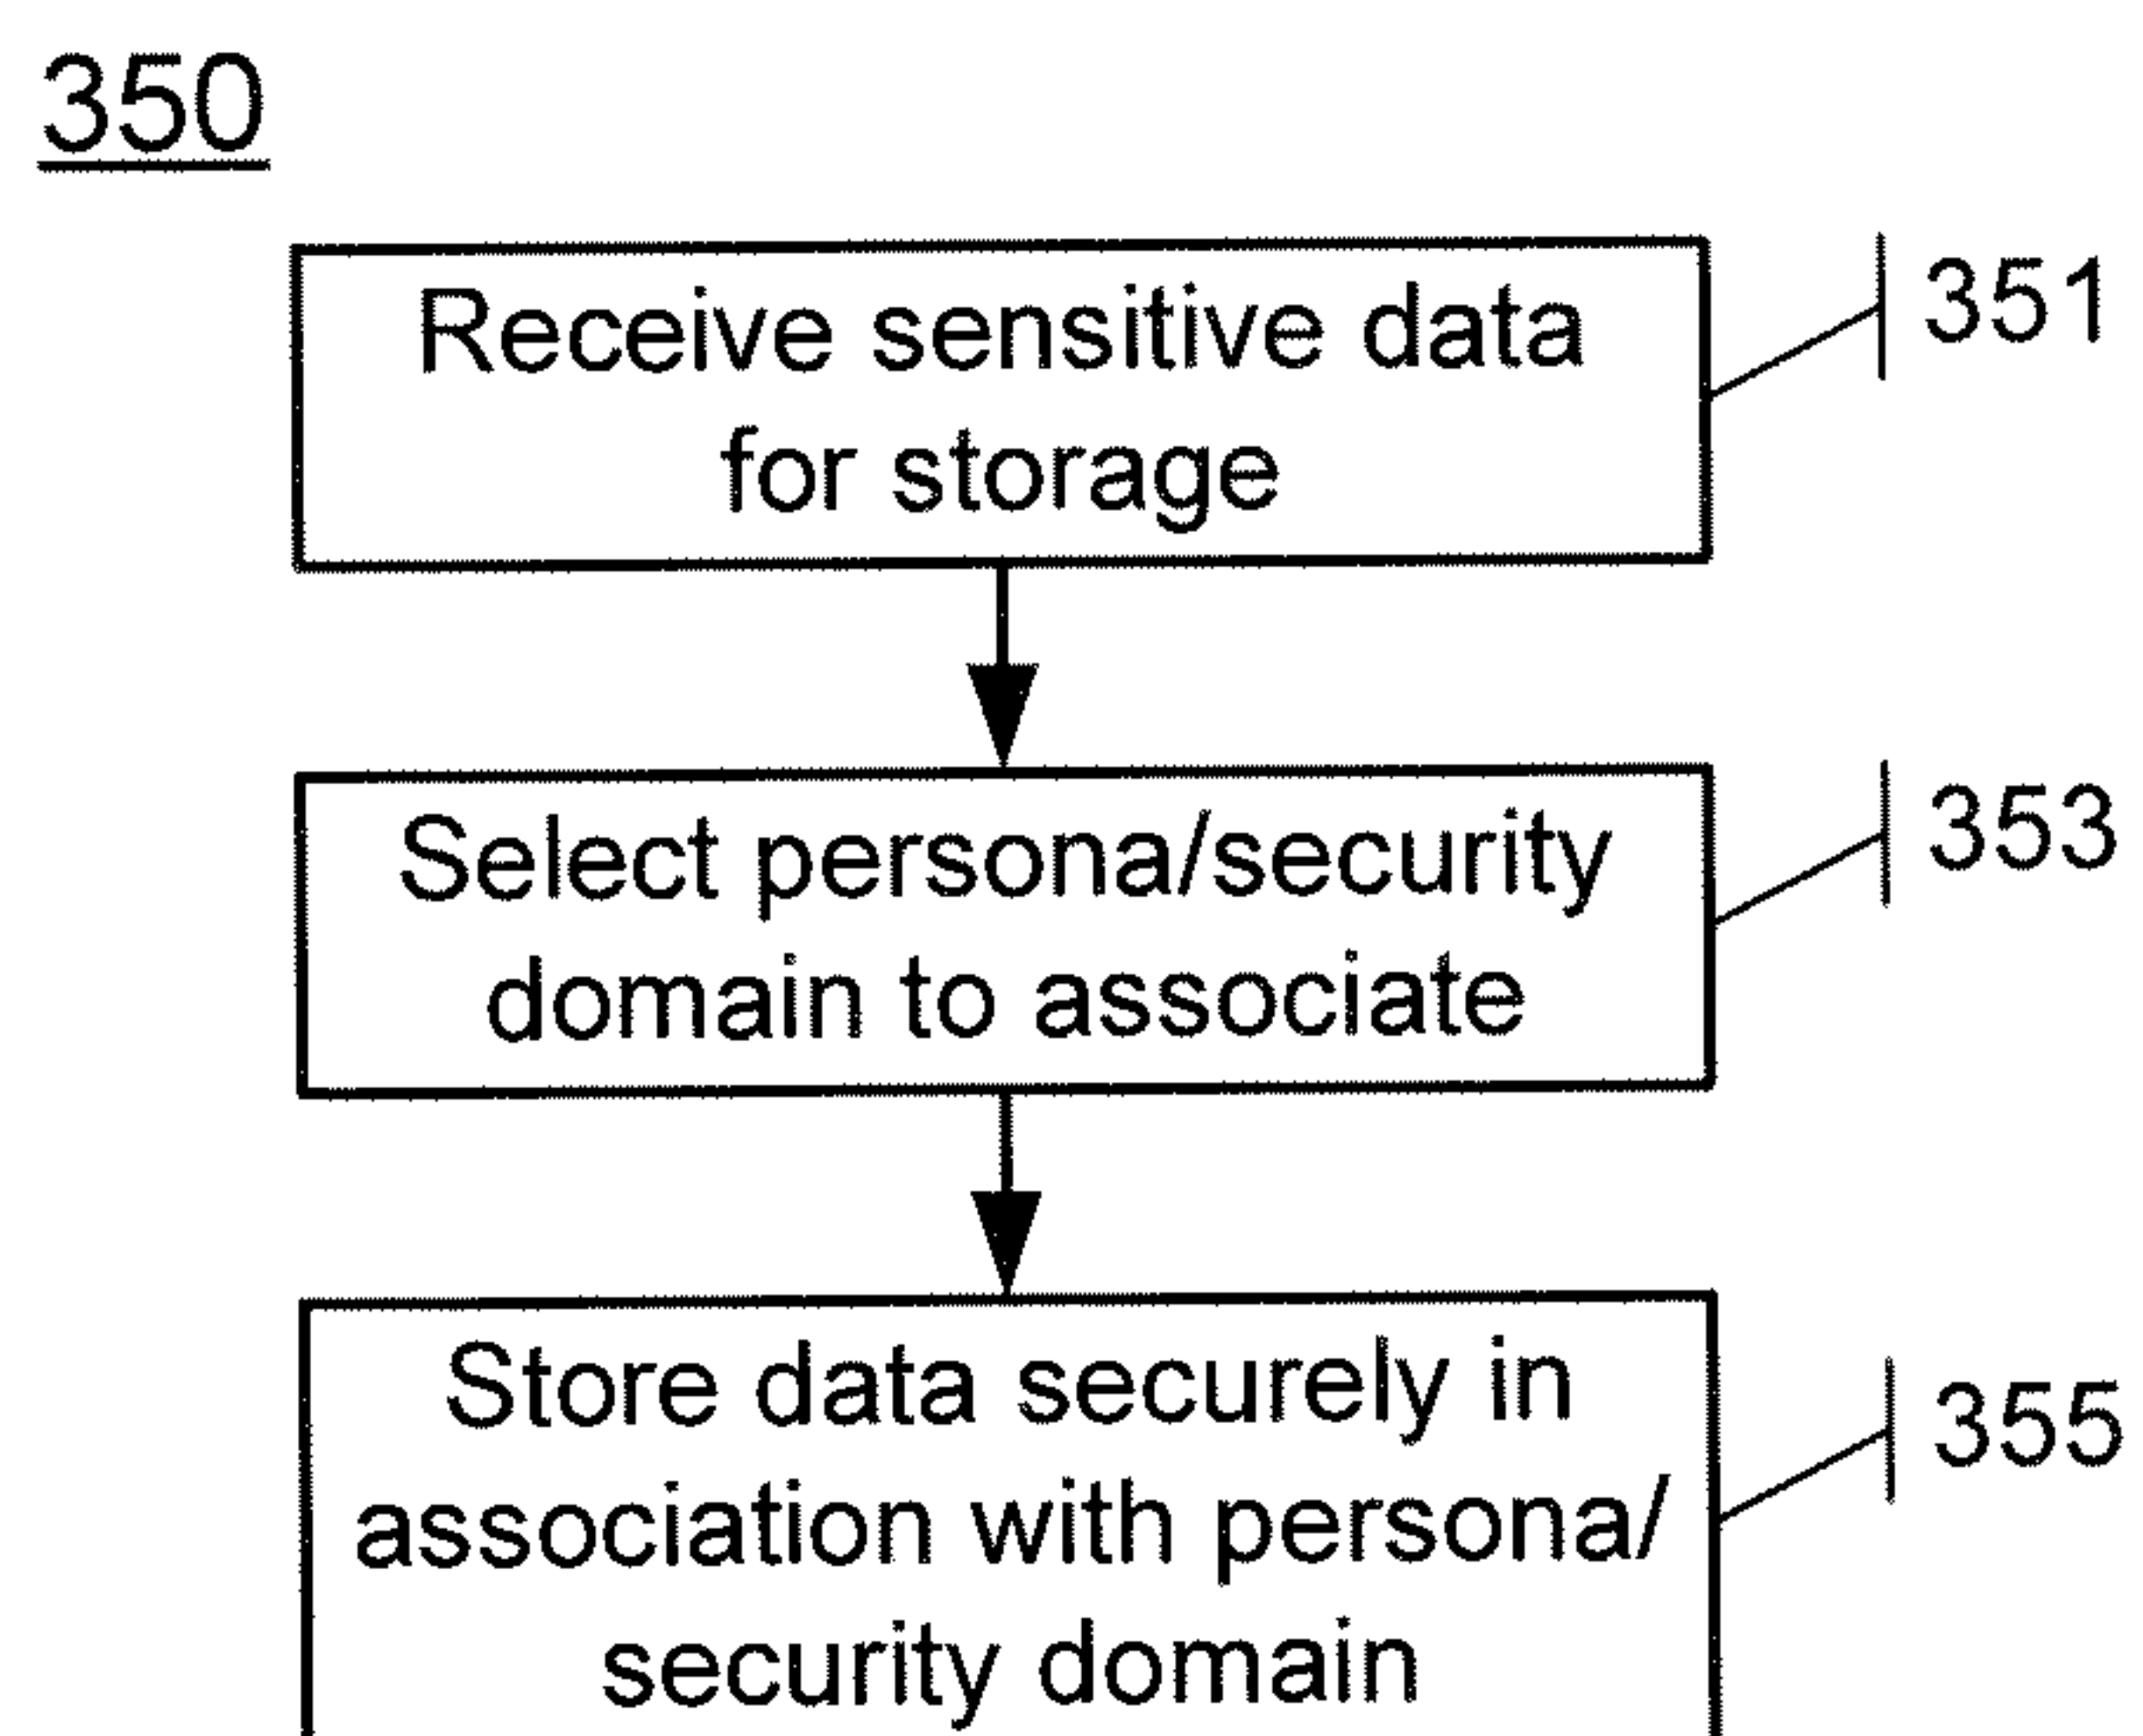 350
Receive sensitive data
for storage
351
Select persona/security
domain to associate
353
Store data securely in
association with persona/
security domain
355